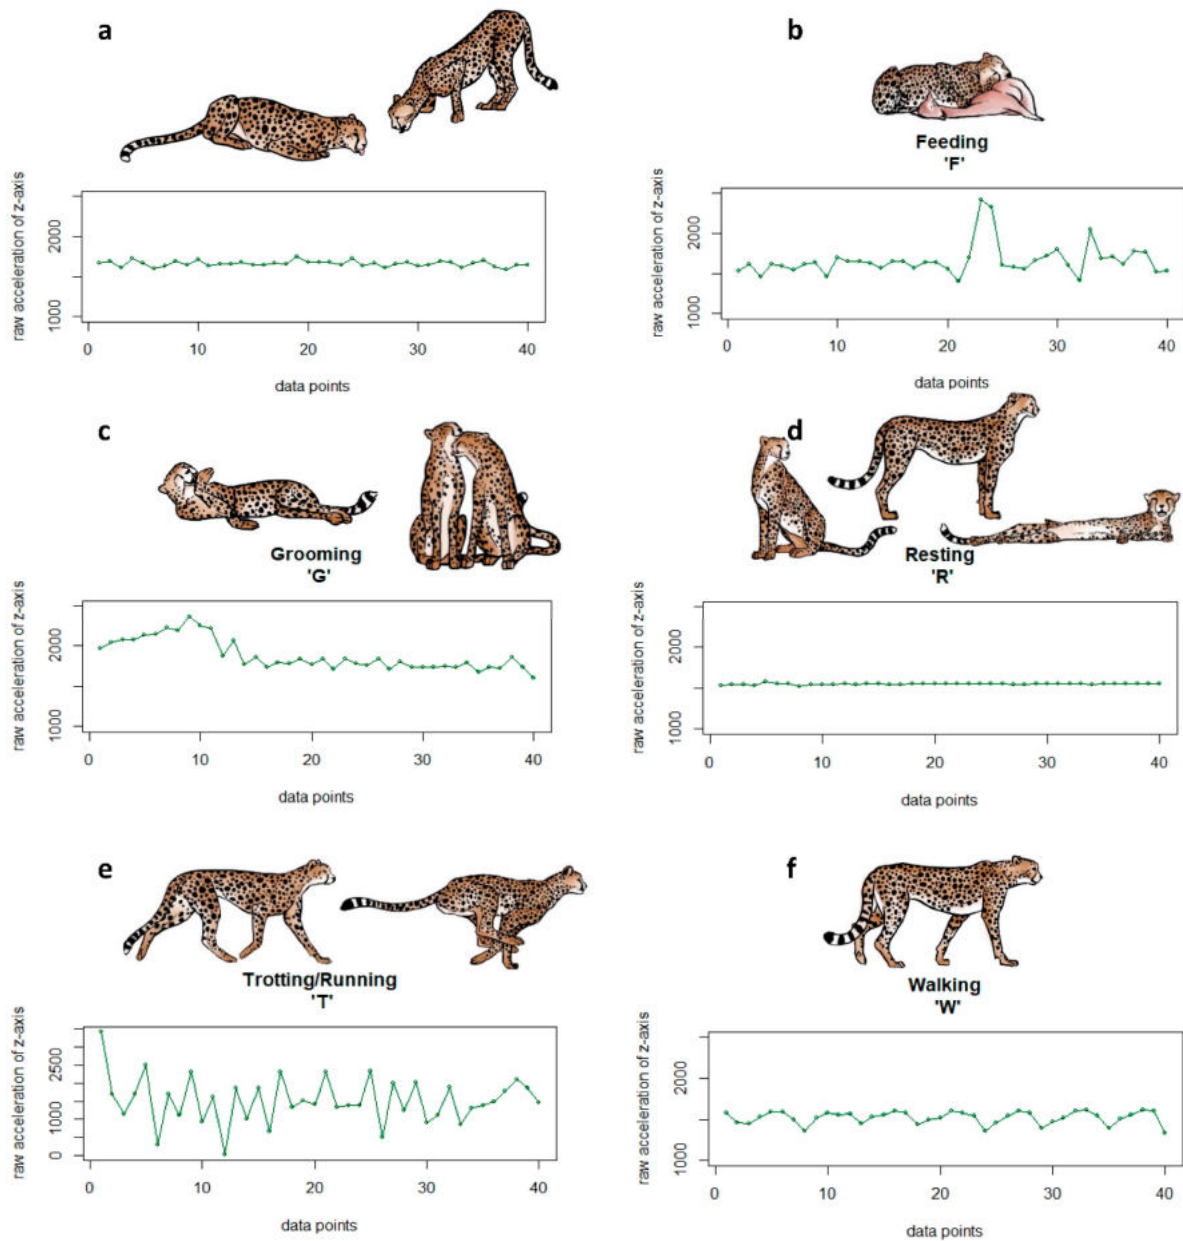 a
raw acceleration of z-axis
2000
1000
0 10 20 30 40
data points
b
Feeding
'F'
raw acceleration of z-axis
2000
1000
0 10 20 30 40
data points
c
Grooming
'G'
raw acceleration of z-axis
2000
1000
0 10 20 30 40
data points
d
Resting
'R'
raw acceleration of z-axis
2000
1000
0 10 20 30 40
data points
e
Trotting/Running
'T'
raw acceleration of z-axis
2500
1000
0
0 10 20 30 40
data points
f
Walking
'W'
raw acceleration of z-axis
2000
1000
0 10 20 30 40
data points